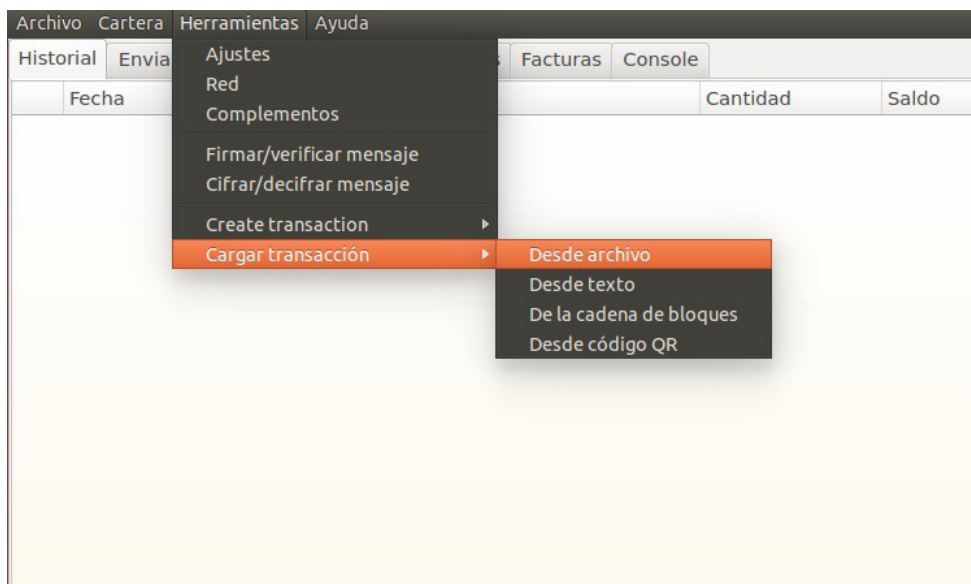 Archivo Cartera Herramientas Ayuda
Historial Envia Facturas Console
Fecha Cantidad Saldo
Ajustes
Red
Complementos
Firmar/verificar mensaje
Cifrar/decifrar mensaje
Create transaction
Cargar transacción
Desde archivo
Desde texto
De la cadena de bloques
Desde código QR